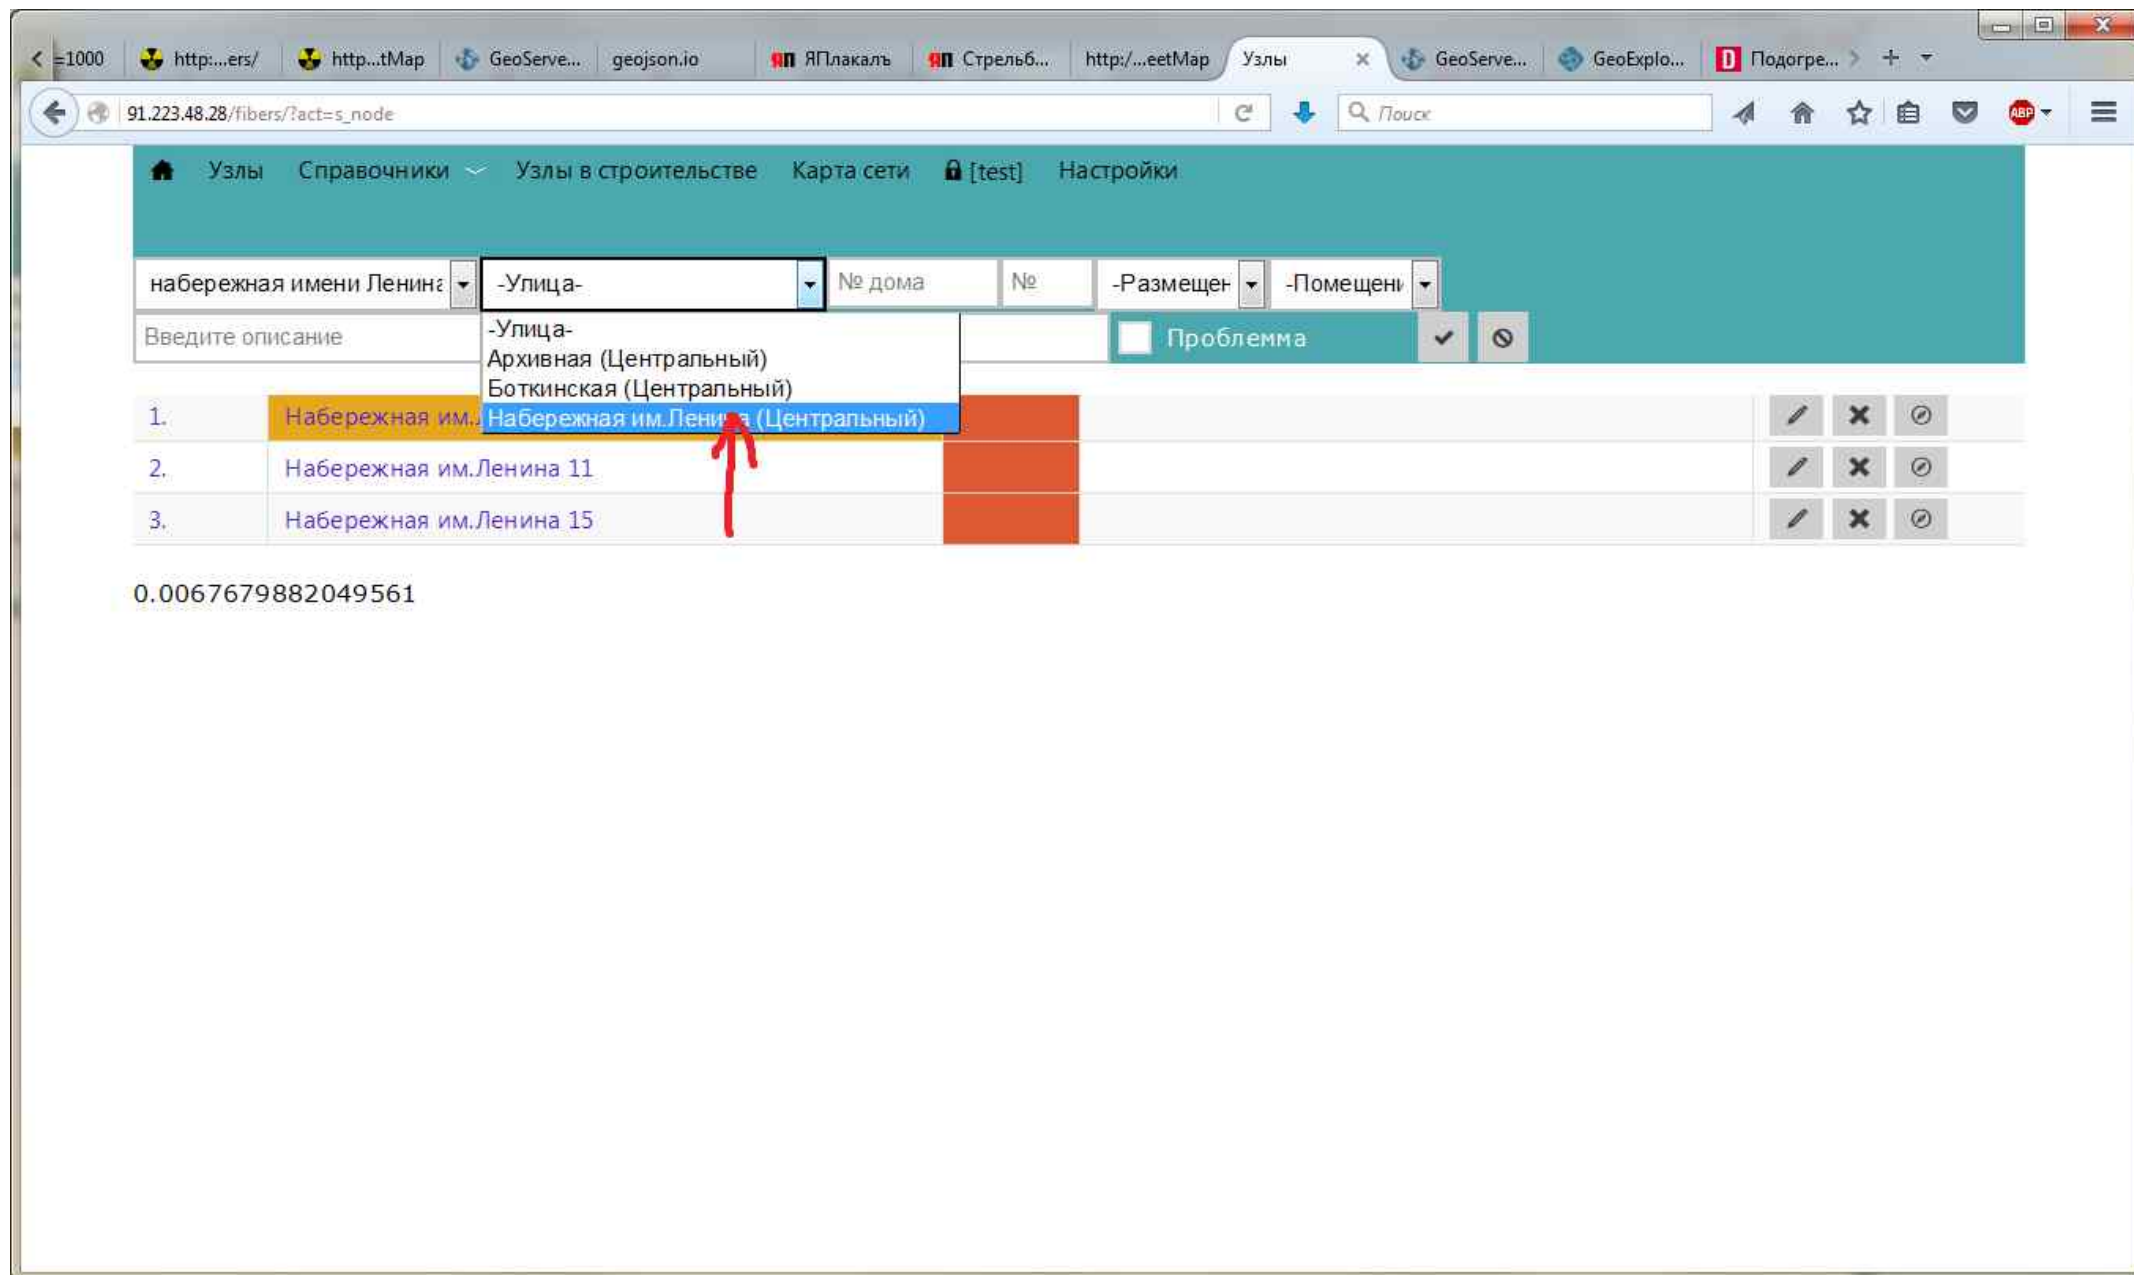 =1000 http:...ers/ http...tMap GeoServe... geojson.io ЯП ЯПлакалъ ЯП Стрельб... http:/...eetMap Узлы GeoServe... GeoExplo... D Подогре...
91.223.48.28/fibers/?act=s_node Поиск ABP
Узлы Справочники Узлы в строительстве Карта сети [test] Настройки
набережная имени Ленина -Улица- № дома № -Размещен -Помещени
Введите описание -Улица- Проблемма
Архивная (Центральный)
Боткинская (Центральный)
1. Набережная им. Набережная им.Ленина (Центральный)
2. Набережная им.Ленина 11
3. Набережная им.Ленина 15
0.0067679882049561